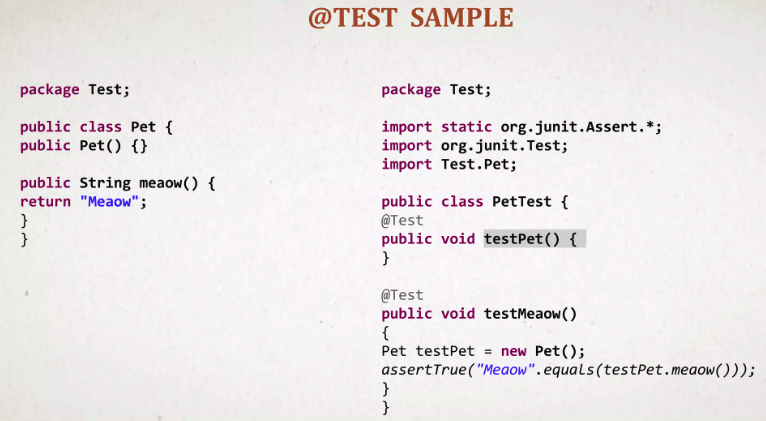 @TEST SAMPLE
package Test;
public class Pet {
public Pet() {}
public String meaow() {
return "Meaow";
}
}
package Test;
import static org.junit.Assert.*;
import org.junit.Test;
import Test.Pet;
public class PetTest {
@Test
public void testPet() {
}
@Test
public void testMeaow()
{
Pet testPet = new Pet();
assertTrue("Meaow".equals(testPet.meaow()));
}
}